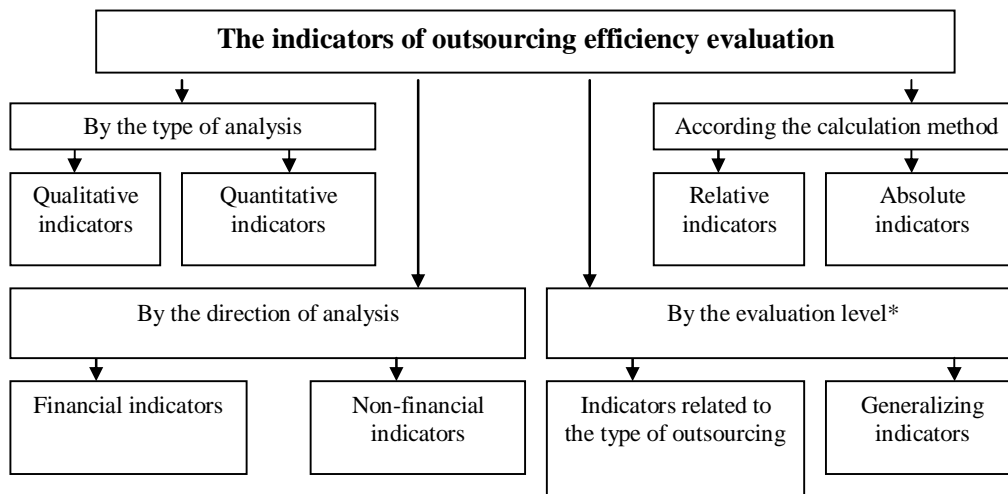 The indicators of outsourcing efficiency evaluation
By the type of analysis
According the calculation method
Qualitative
indicators
Quantitative
indicators
Relative
indicators
Absolute
indicators
By the direction of analysis
By the evaluation level*
Financial indicators
Non-financial
indicators
Indicators related to
the type of outsourcing
Generalizing
indicators